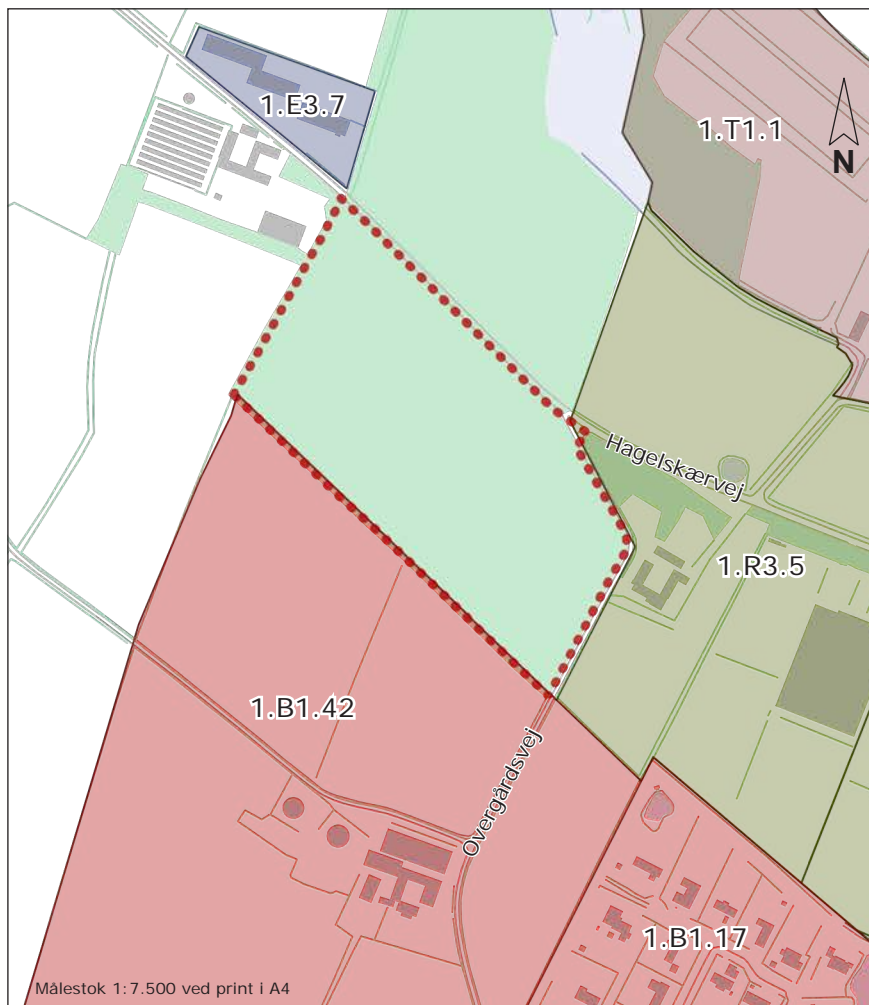 1.E3.7
1.T1.1
N
Hagelskærvej
1.R3.5
1.B1.42
Overgårdsvej
1.B1.17
Målestok 1:7.500 ved print i A4